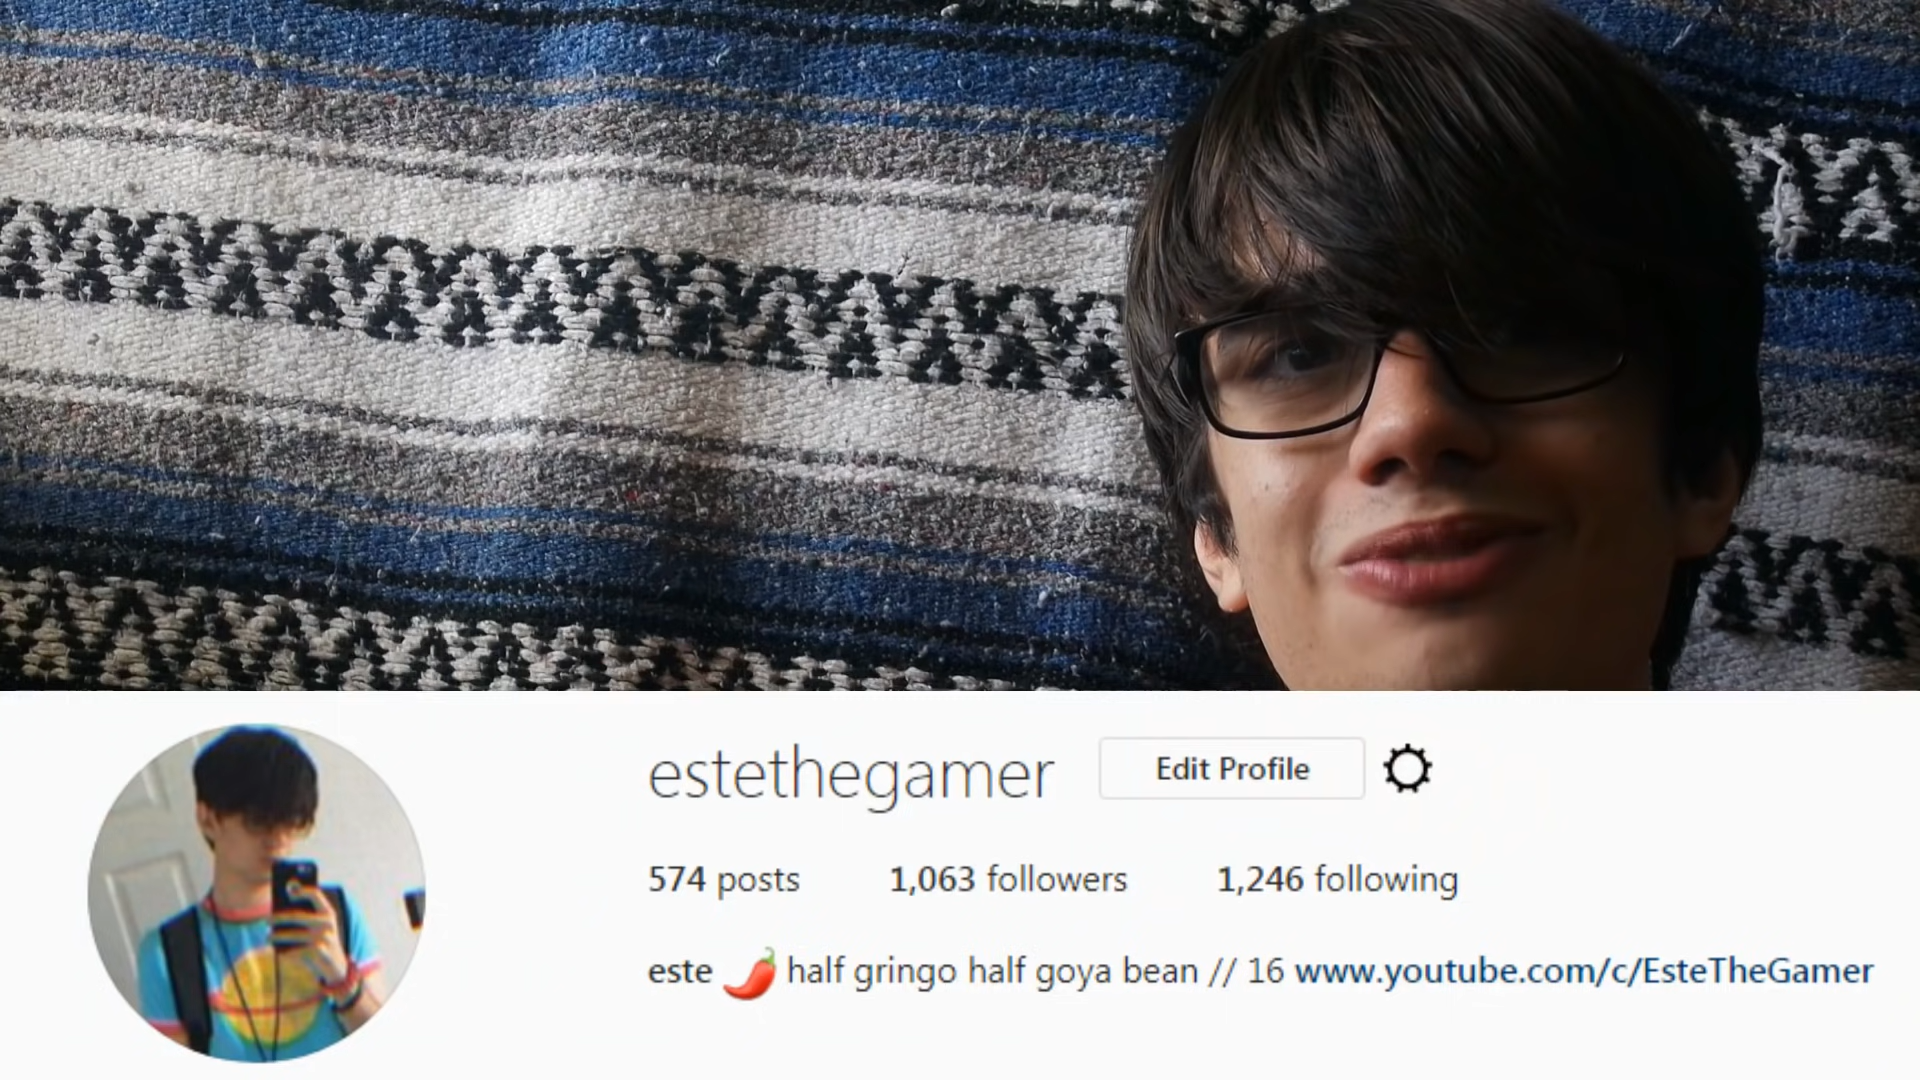 estethegamer Edit Profile
574 posts 1,063 followers 1,246 following
este 🌶️ half gringo half goya bean // 16 www.youtube.com/c/EsteTheGamer